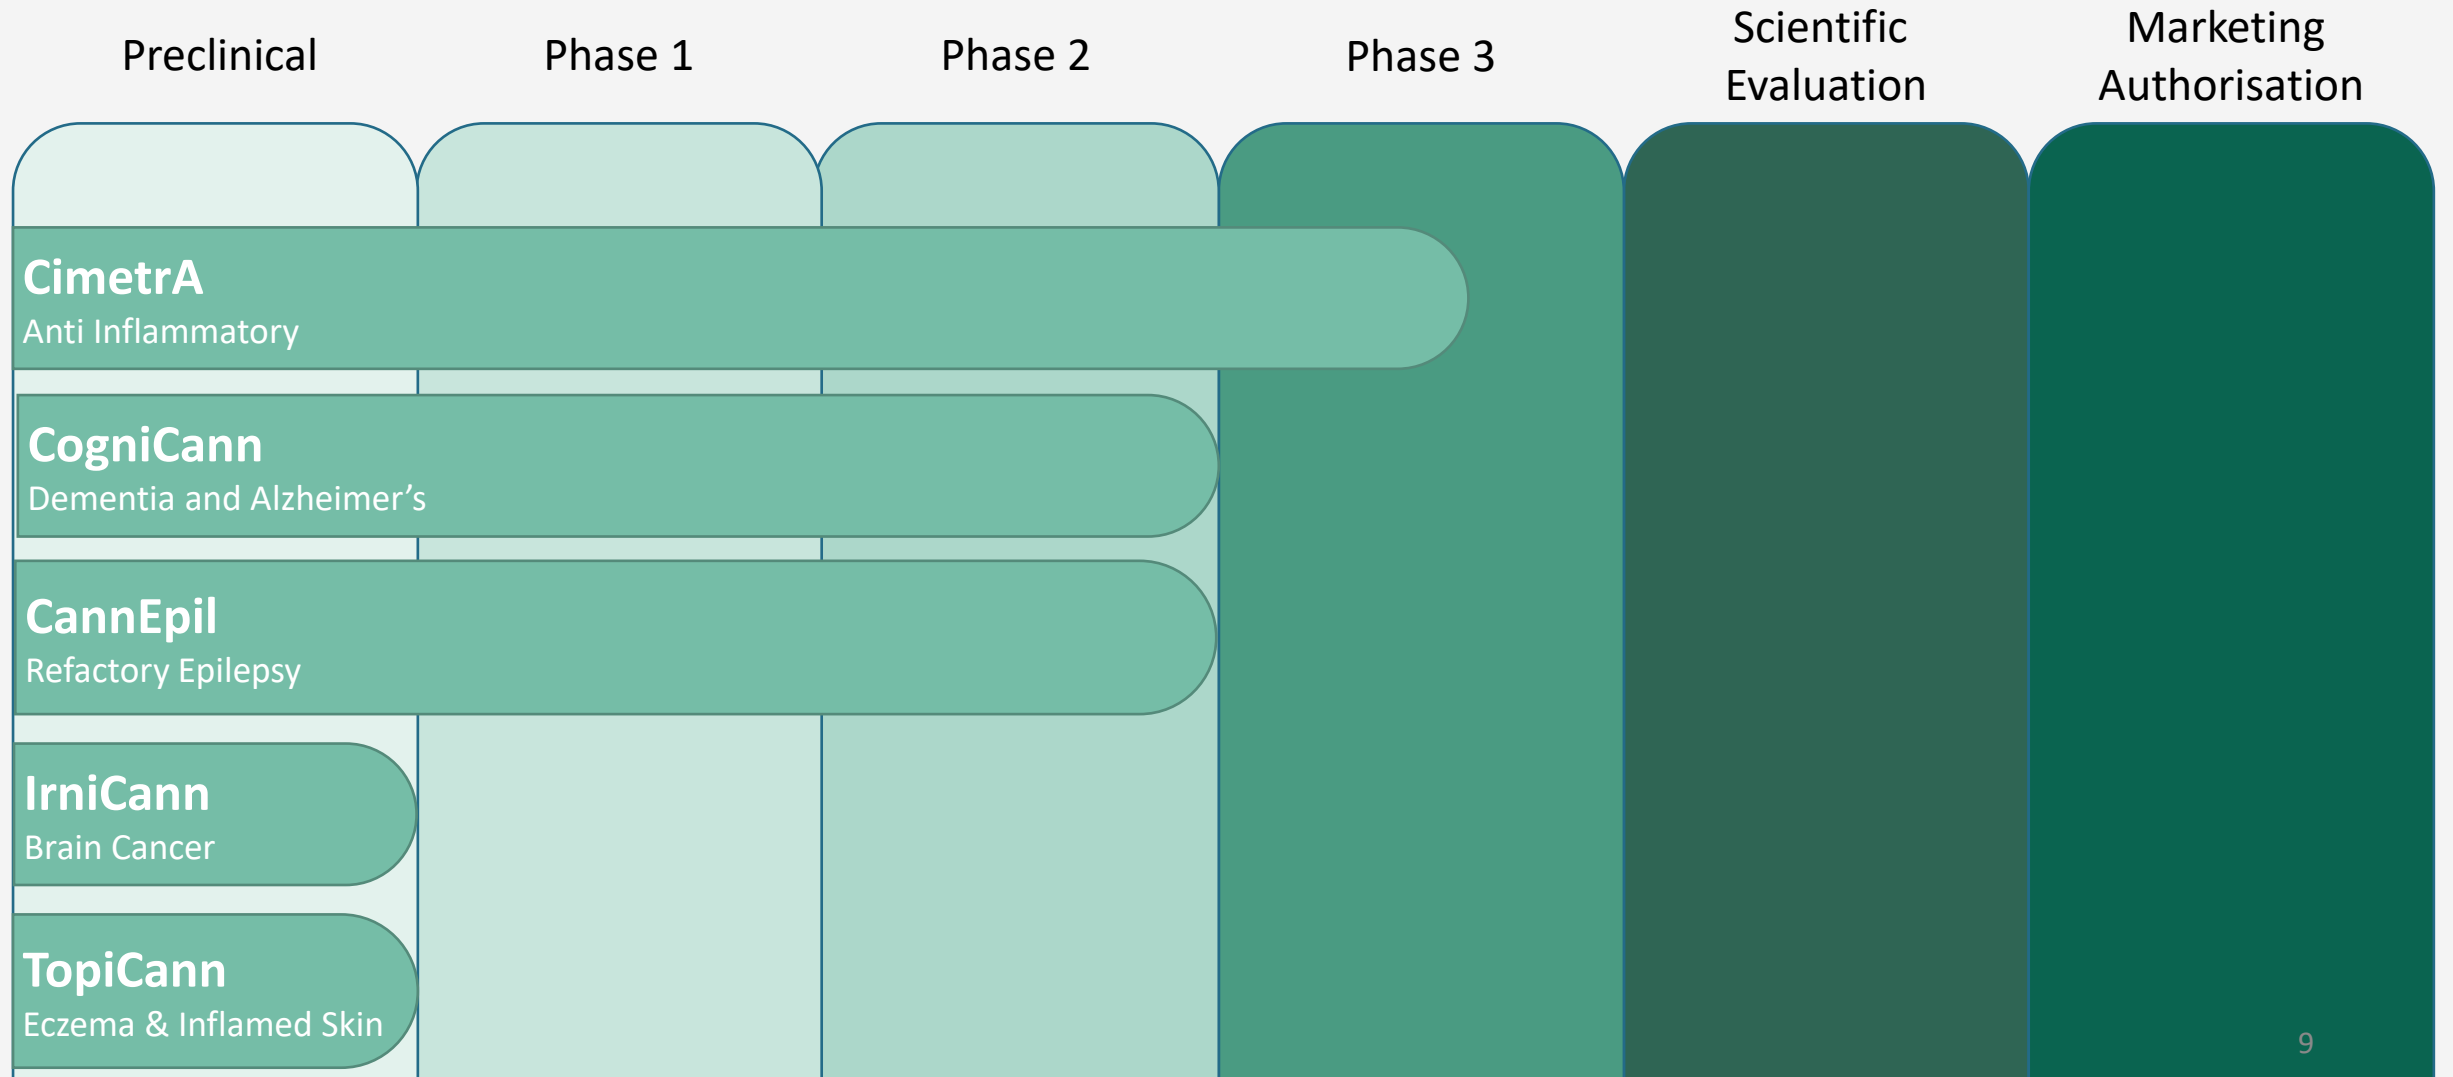 Preclinical
Phase 1
Phase 2
Phase 3
Scientific
Evaluation
Marketing
Authorisation
CimetrA
Anti Inflammatory
CogniCann
Dementia and Alzheimer’s
CannEpil
Refactory Epilepsy
IrniCann
Brain Cancer
TopiCann
Eczema & Inflamed Skin
9